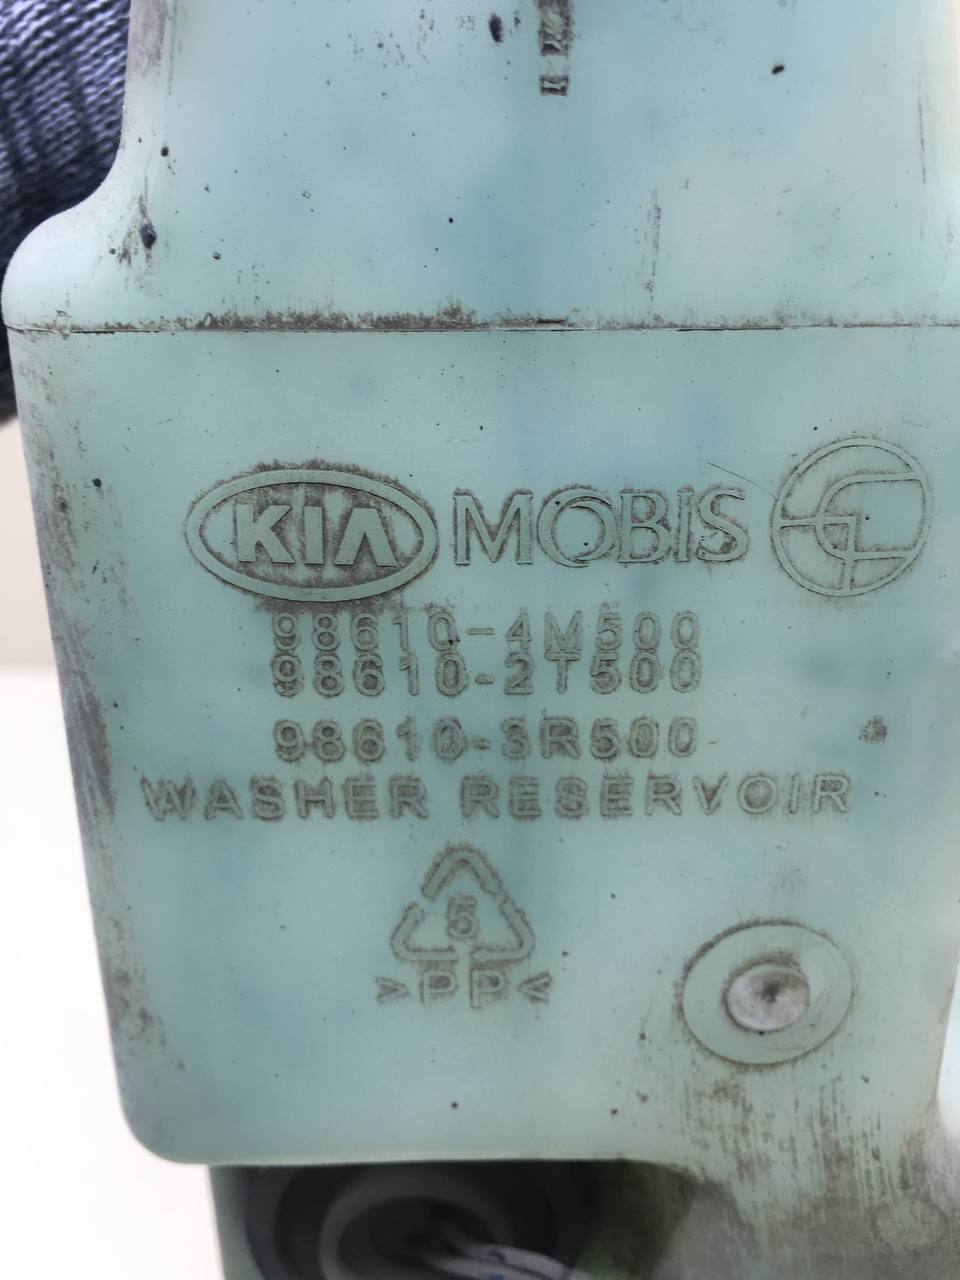 KIA MOBIS
98610-4M500
98610-2T500
98610-3R500
WASHER RESERVOIR
5
>PP<